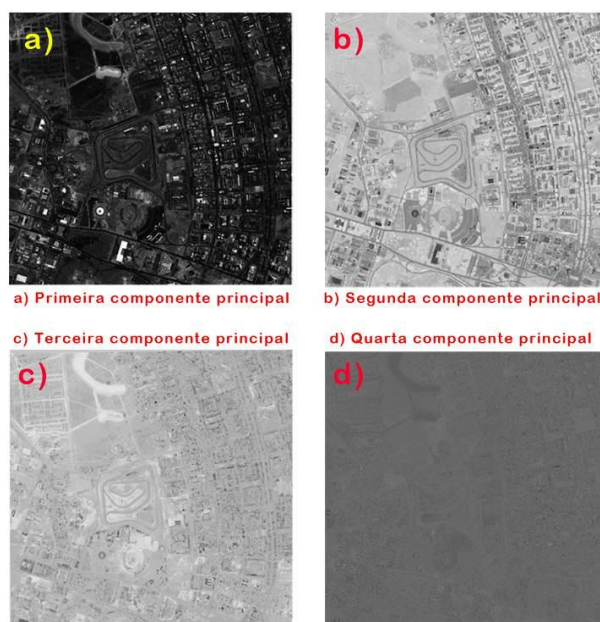 a)
b)
a) Primeira componente principal
b) Segunda componente principal
c) Terceira componente principal
d) Quarta componente principal
c)
d)